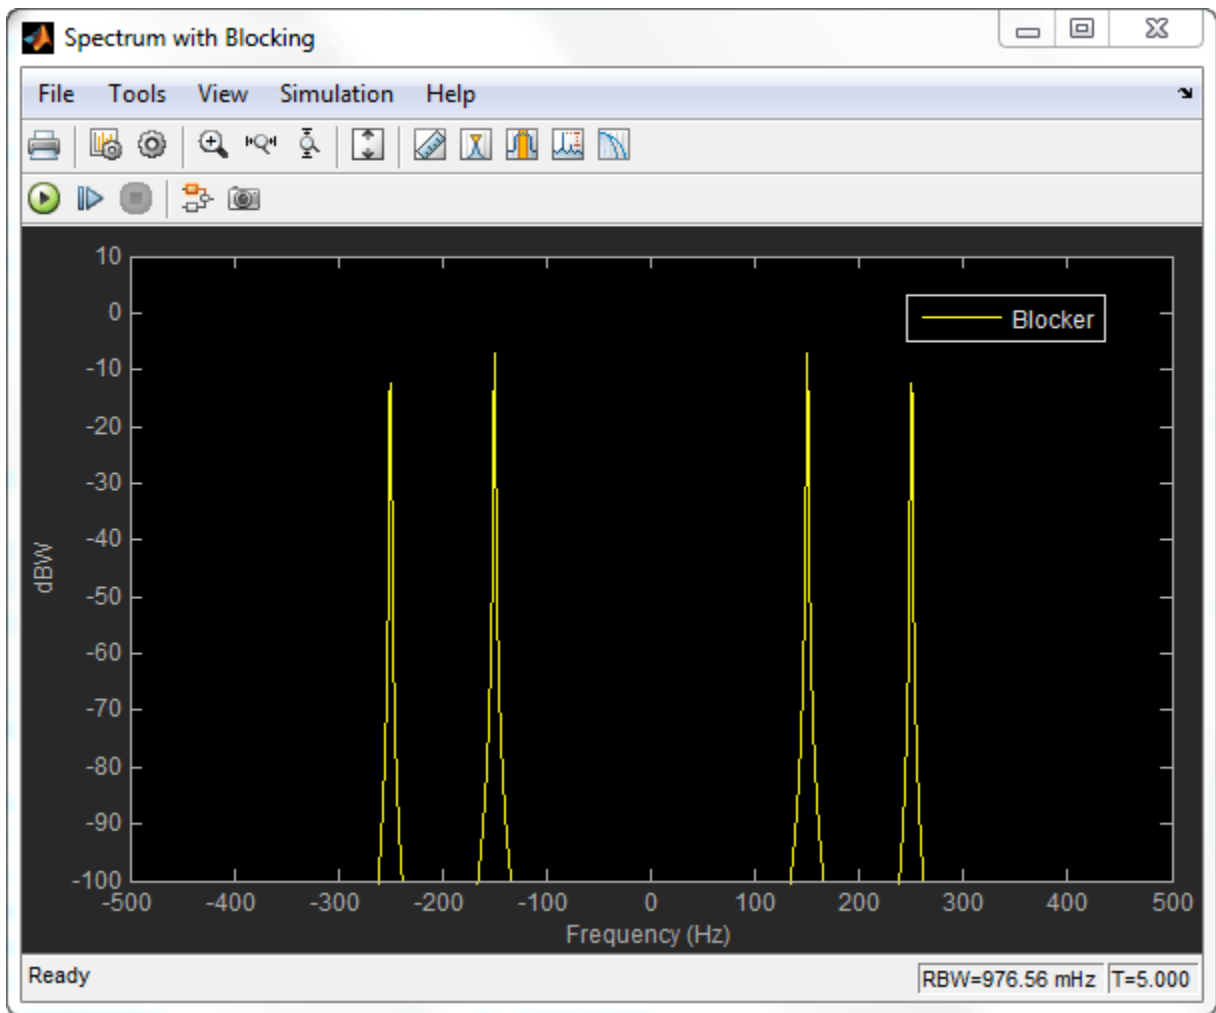 Spectrum with Blocking
File Tools View Simulation Help
10
0
-10
-20
-30
-40
-50
-60
-70
-80
-90
-100
dBW
Blocker
-500 -400 -300 -200 -100 0 100 200 300 400 500
Frequency (Hz)
Ready RBW=976.56 mHz T=5.000